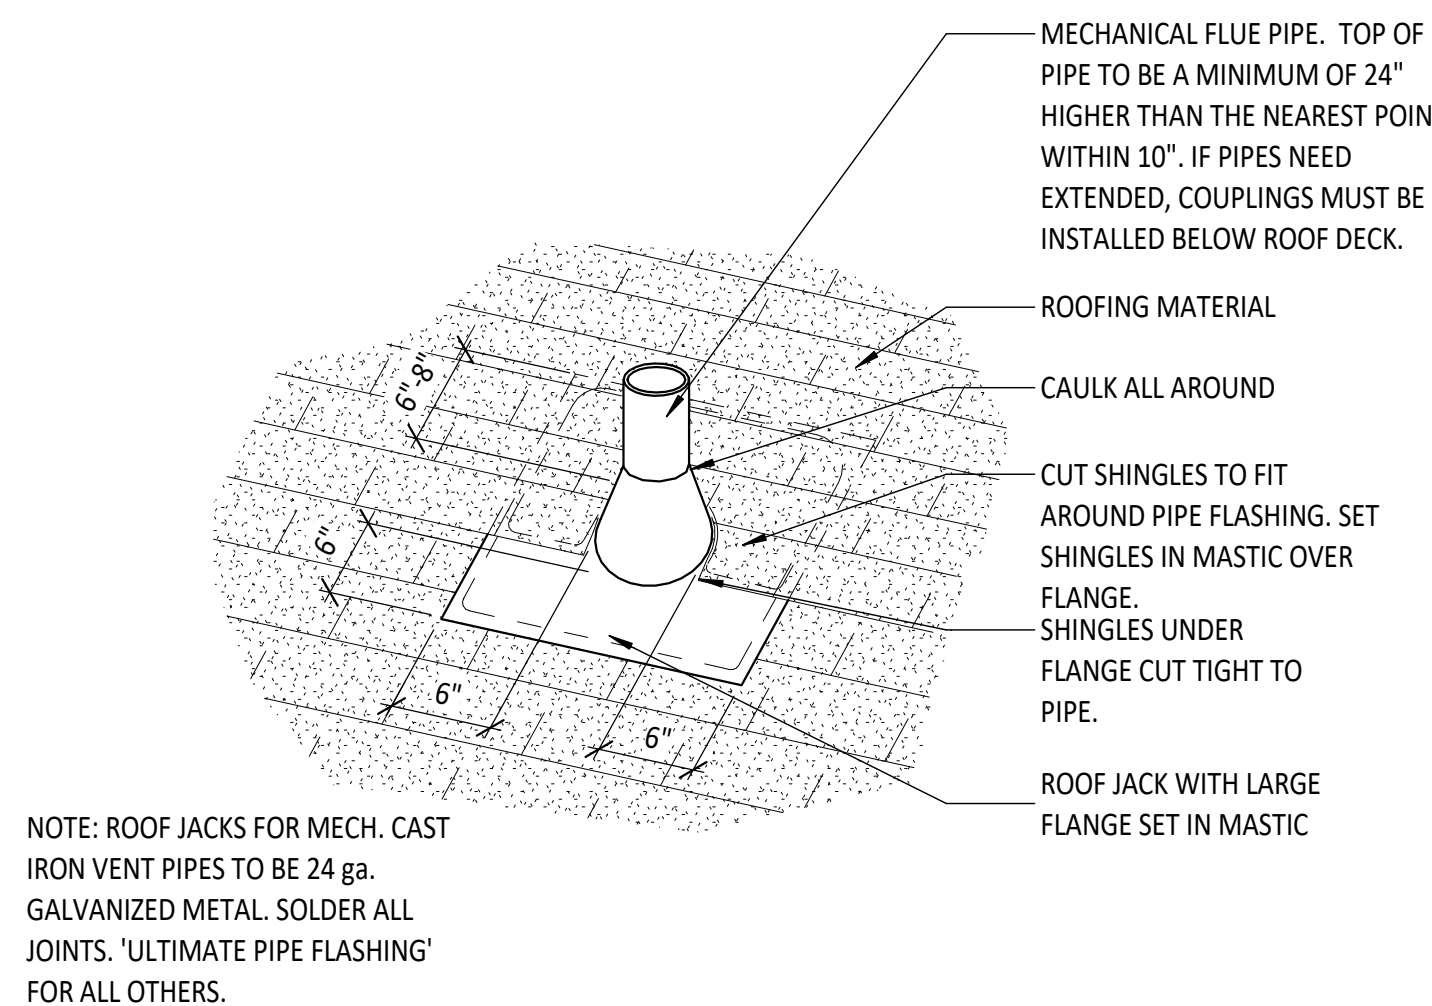 MECHANICAL FLUE PIPE. TOP OF
PIPE TO BE A MINIMUM OF 24"
HIGHER THAN THE NEAREST POIN
WITHIN 10". IF PIPES NEED
EXTENDED, COUPLINGS MUST BE
INSTALLED BELOW ROOF DECK.
ROOFING MATERIAL
CAULK ALL AROUND
CUT SHINGLES TO FIT
AROUND PIPE FLASHING. SET
SHINGLES IN MASTIC OVER
FLANGE.
SHINGLES UNDER
FLANGE CUT TIGHT TO
PIPE.
ROOF JACK WITH LARGE
FLANGE SET IN MASTIC
6"-8"
6"
6"
6"
NOTE: ROOF JACKS FOR MECH. CAST
IRON VENT PIPES TO BE 24 ga.
GALVANIZED METAL. SOLDER ALL
JOINTS. 'ULTIMATE PIPE FLASHING'
FOR ALL OTHERS.